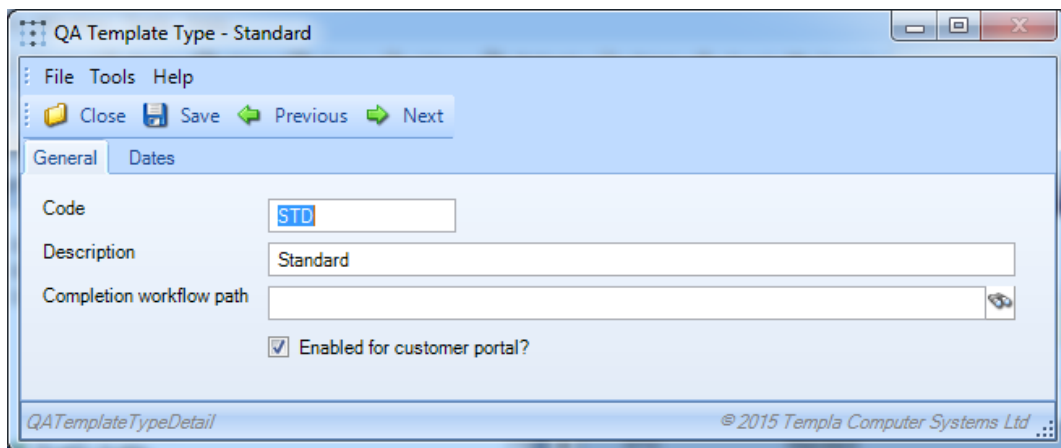 QA Template Type - Standard
File Tools Help
Close Save Previous Next
General Dates
Code STD
Description Standard
Completion workflow path
Enabled for customer portal?
QATemplateTypeDetail © 2015 Templa Computer Systems Ltd